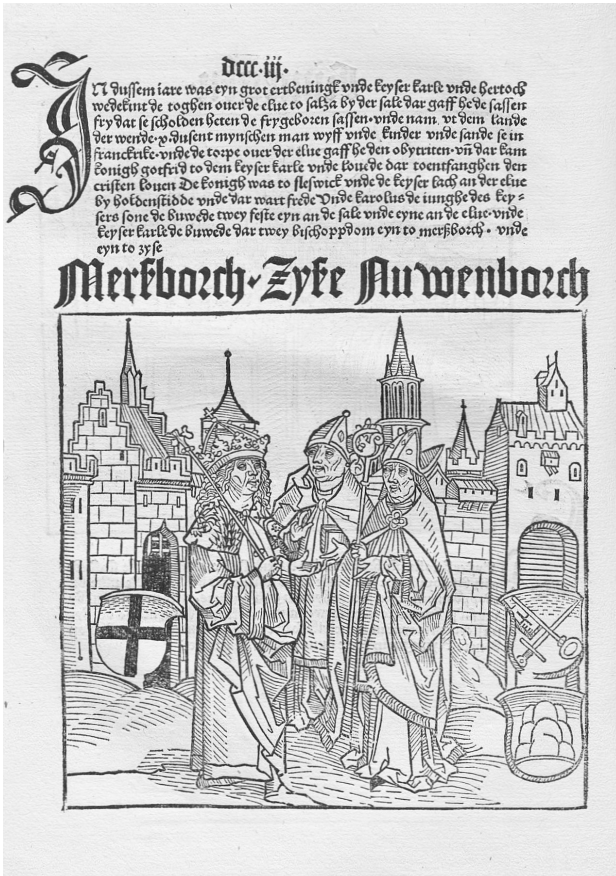 dccc·iij·
IN dussem iare was eyn grot ertbeningk vnde keyser karle vnde hertoch
wedekint de toghen ouer de elue to salza by der sale dar gaff he de sassen
fry dat se scholden heten de frygeboren sassen·vnde nam vt dem lande
der wende·x·dusent mynschen man wyff vnde kinder vnde sande se in
franckrike·vnde de torpe ouer der elue gaff he den obytriten·vñ dar kam
konigh gotfrid to dem keyser karle vnde louede dar toentfanghen den
cristen louen De konigh was to sleswick vnde de keyser lach an der elue
by holdenstidde vnde dar wart frede Vnde karolus de iunghe des key-
sers sone de buwede twey feste eyn an de sale vnde eyne an de elue·vnde
keyser karle de buwede dar twey bischoppdom eyn to merßborch· vnde
eyn to zyse
Merßborch·Zyße Nuwenborch